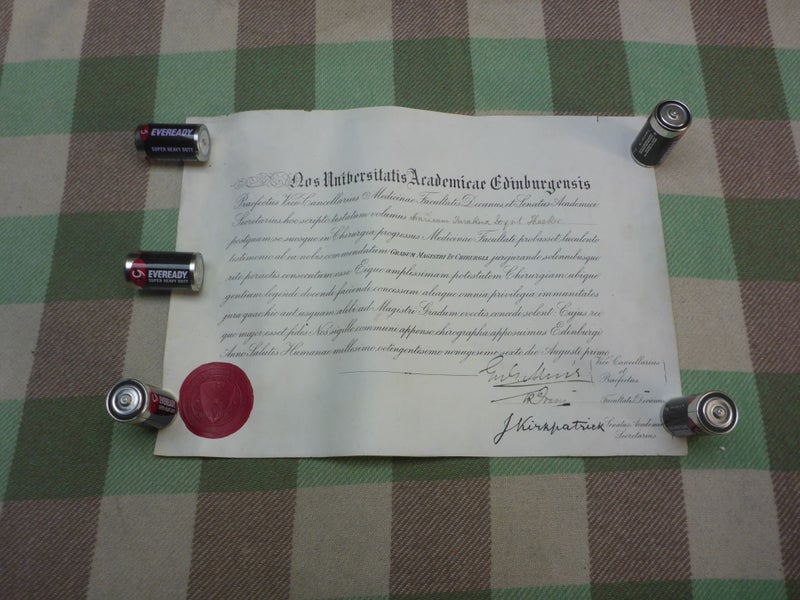 Nos Universitatis Academicae Edinburgensis
Praefectus Vice Cancellarius Medicinae Facultatis Decanus et Senatus Academici
Secretarius hoc scripto testatum volumus
postquam se suosque in Chirurgia progressus Medicinae Facultate probasset luculento
testimonio ab ea nobis commendatum GRADUM MAGISTRI IN CHIRURGIA jurejurando solennibusque
rite peractis consecutum esse Eique amplissimam potestatem Chirurgiam ubique
gentium legendi docendi faciendi concessam aliaque omnia privilegia immunitates
jura quae hic aut usquam alibi ad Magistri Gradum evectis concedi solent Cujus rei
quo major esset fides Nos sigillo communi appenso chirographa apposuimus Edinburgi
Anno Salutis Humanae millesimo octingentesimo nonagesimo sexto die Augusti primo
Vice Cancellarius
et
Praefectus
Facultatis Decanus
J Kirkpatrick Senatus Academici
Secretarius
EVEREADY
SUPER HEAVY DUTY
EVEREADY
SUPER HEAVY DUTY